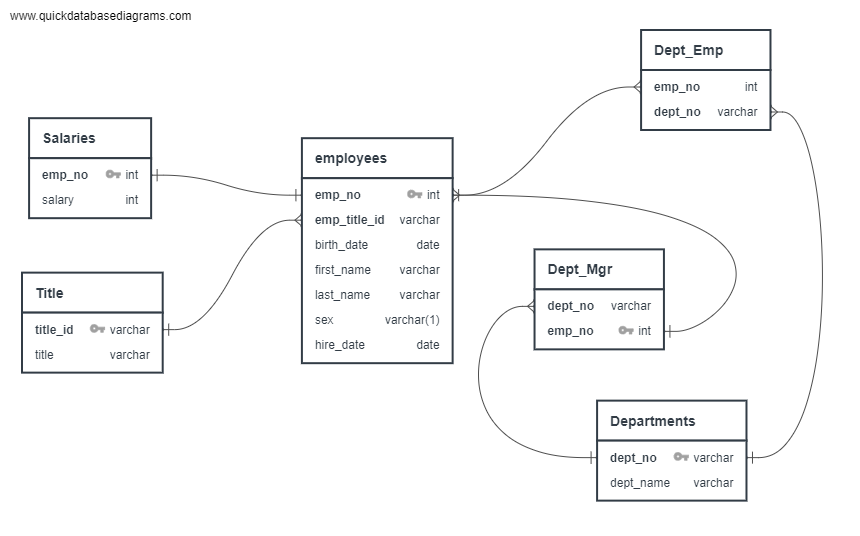 www.quickdatabasediagrams.com
Dept_Emp
emp_no int
dept_no varchar
Salaries
emp_no int
salary int
employees
emp_no int
emp_title_id varchar
birth_date date
first_name varchar
last_name varchar
sex varchar(1)
hire_date date
Dept_Mgr
dept_no varchar
emp_no int
Title
title_id varchar
title varchar
Departments
dept_no varchar
dept_name varchar